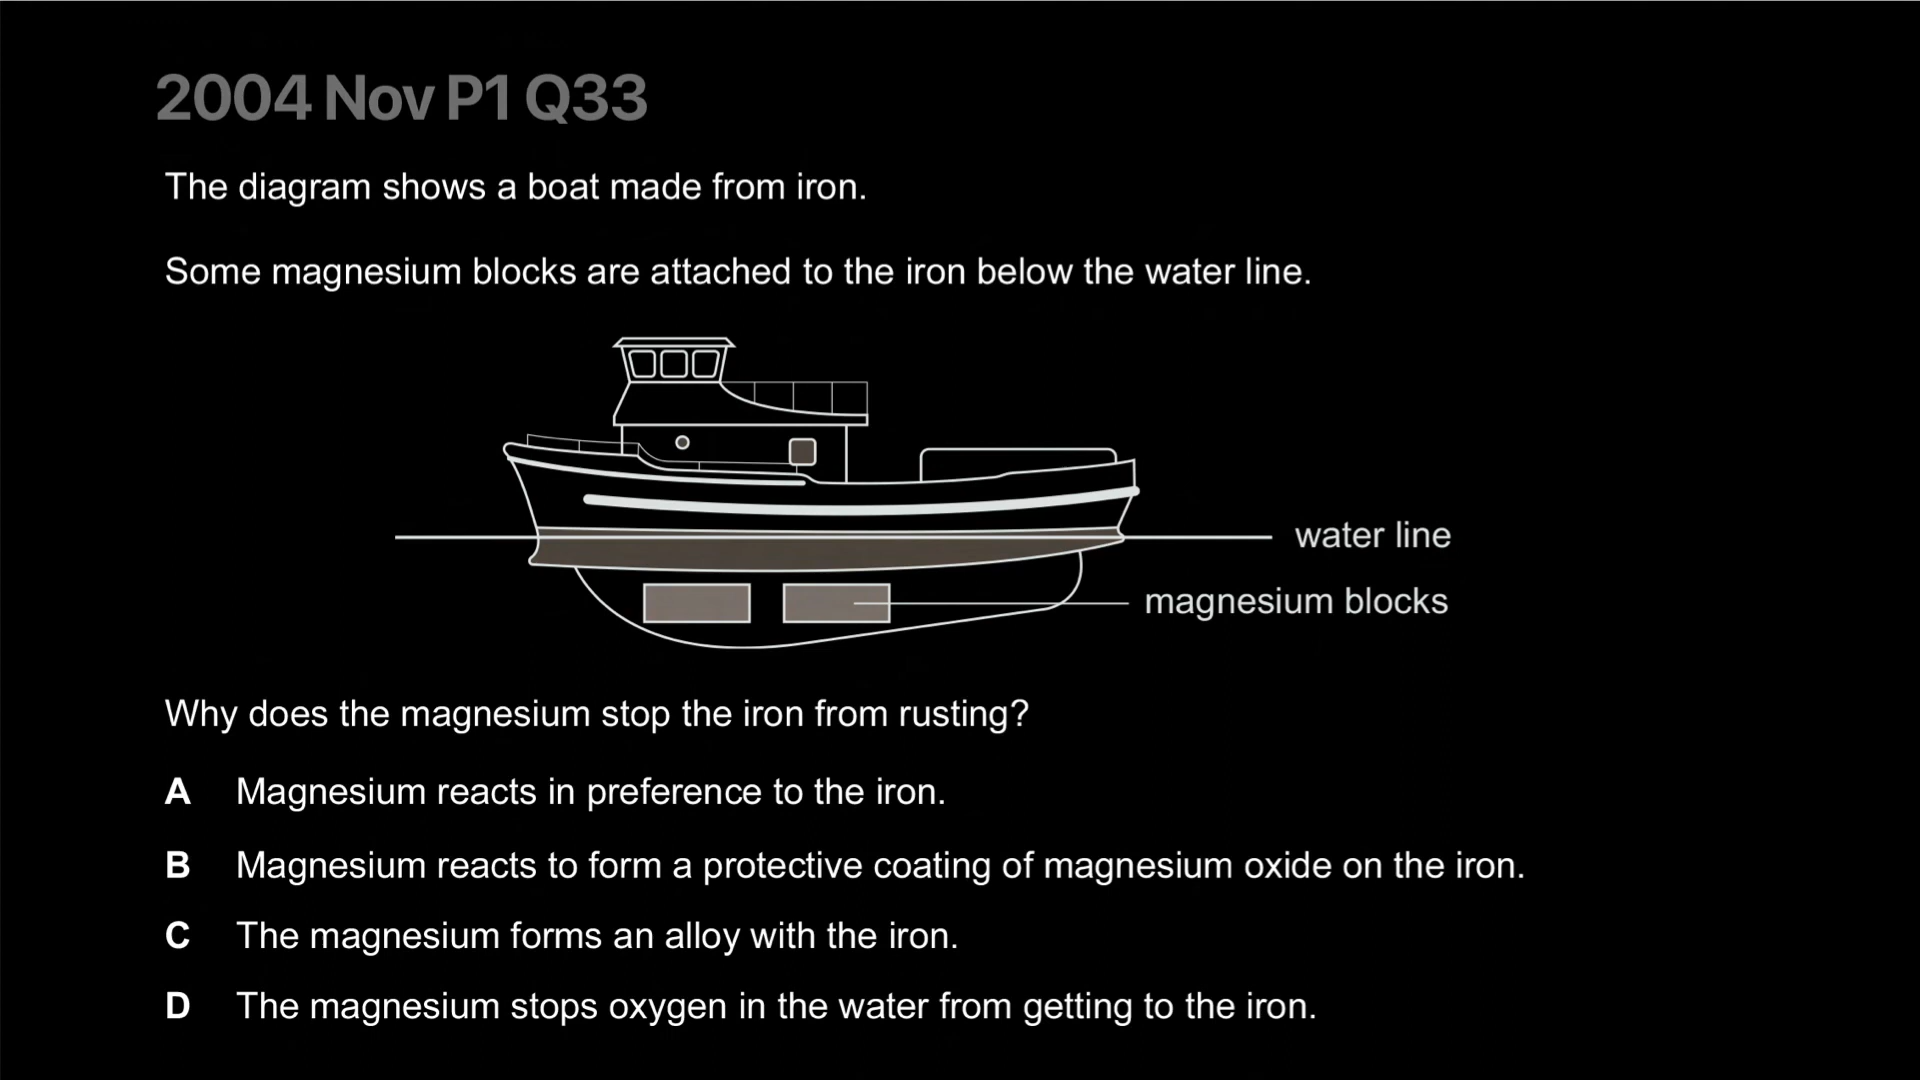 2004 Nov P1 Q33
The diagram shows a boat made from iron.
Some magnesium blocks are attached to the iron below the water line.
water line
magnesium blocks
Why does the magnesium stop the iron from rusting?
A Magnesium reacts in preference to the iron.
B Magnesium reacts to form a protective coating of magnesium oxide on the iron.
C The magnesium forms an alloy with the iron.
D The magnesium stops oxygen in the water from getting to the iron.